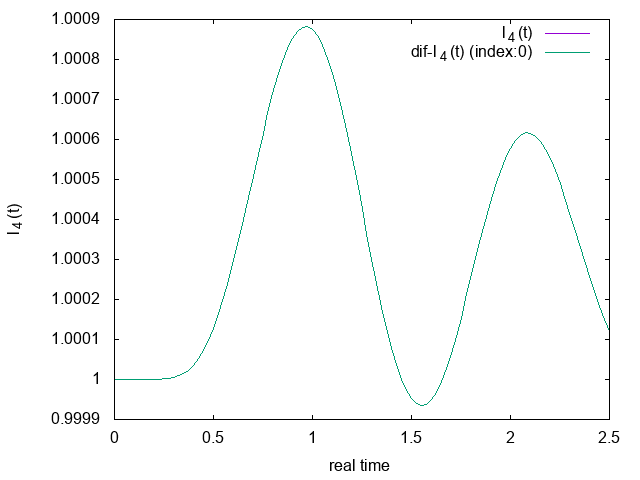 1.0009
1.0008
1.0007
1.0006
1.0005
1.0004
1.0003
1.0002
1.0001
1
0.9999
0 0.5 1 1.5 2 2.5
I4(t)
real time
I4(t)
dif-I4(t) (index:0)